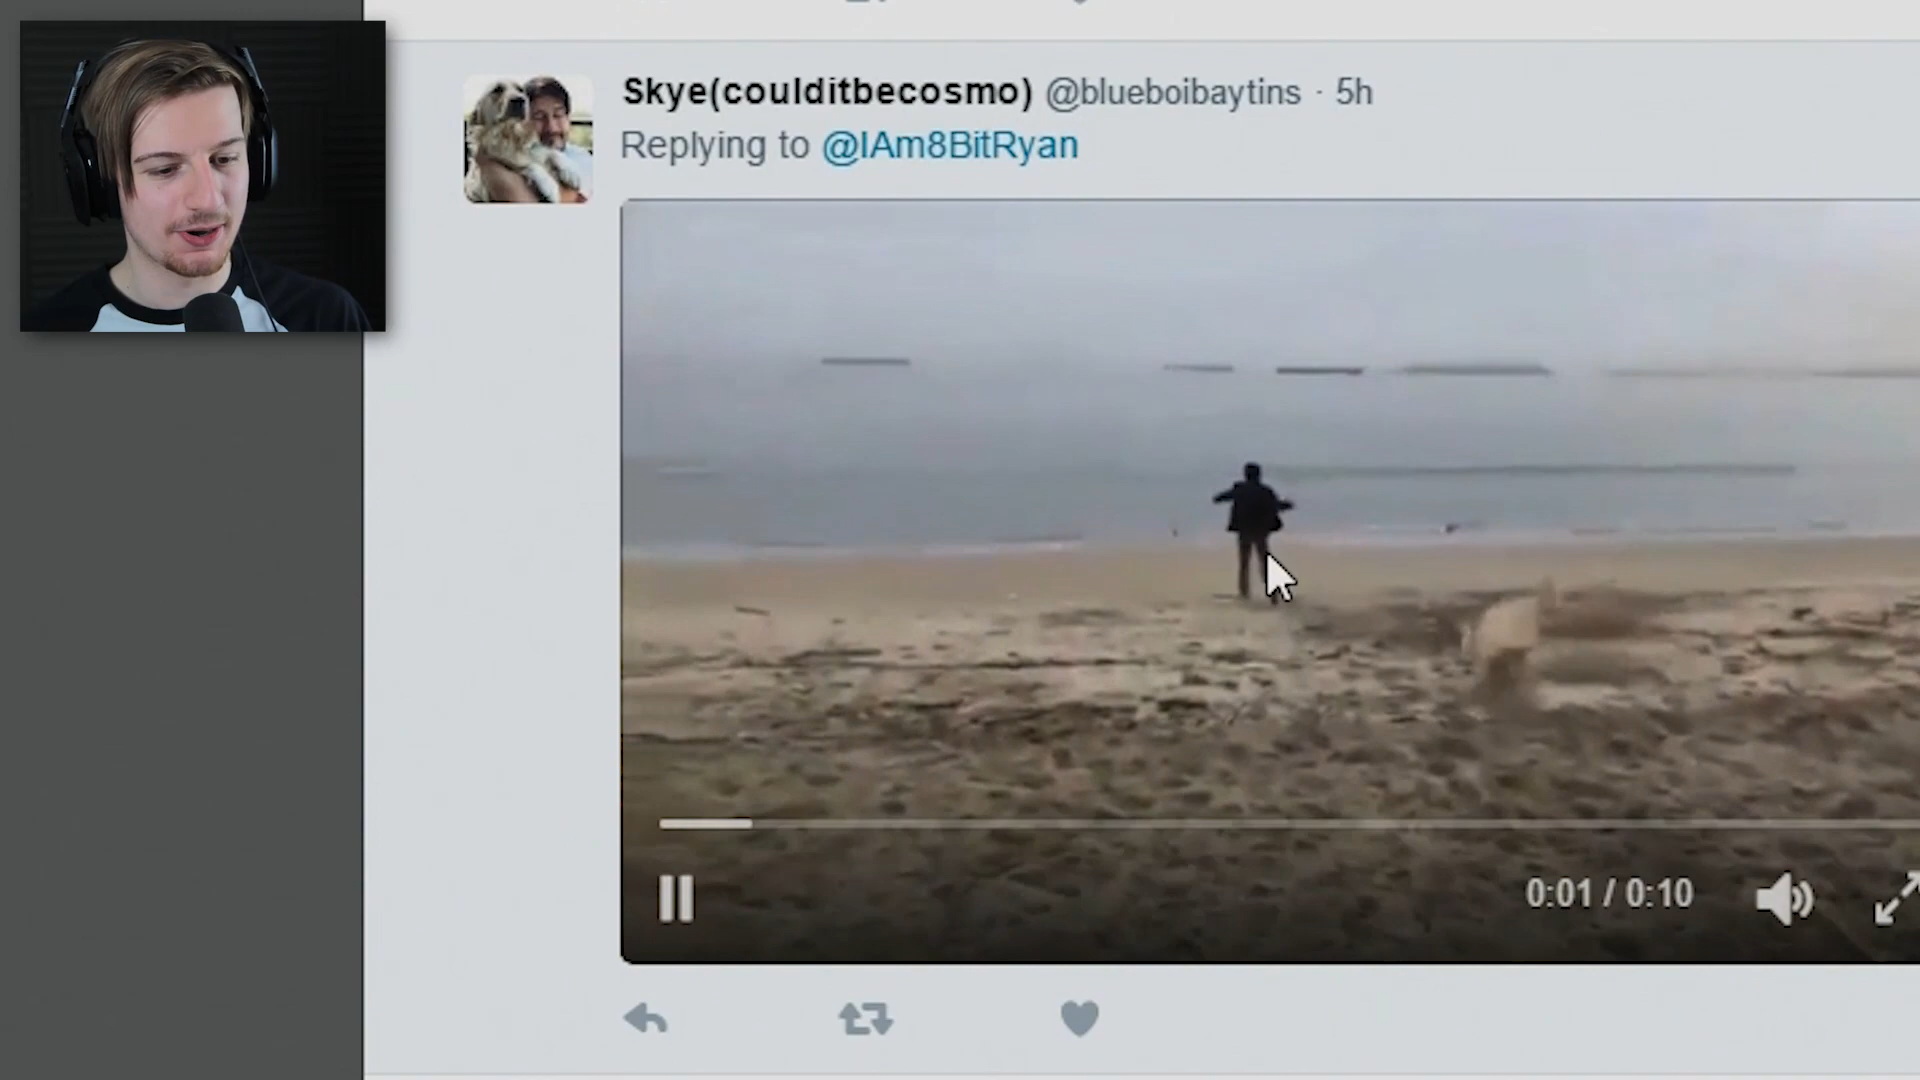 Skye(coulditbecosmo) @blueboibaytins · 5h
Replying to @IAm8BitRyan
0:01 / 0:10